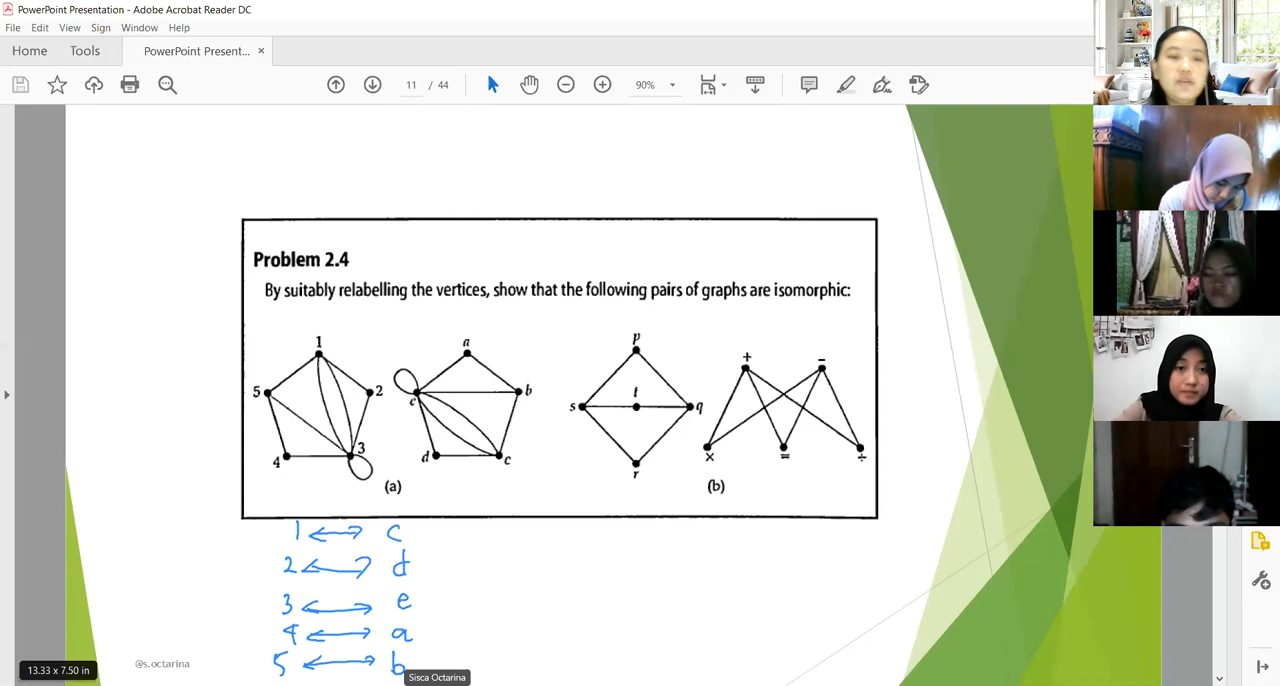 PowerPoint Presentation - Adobe Acrobat Reader DC
File Edit View Sign Window Help
Home Tools PowerPoint Present... ×
11 / 44 90%
Problem 2.4
By suitably relabelling the vertices, show that the following pairs of graphs are isomorphic:
1 a p + −
5 2 b s t q
e
4 3 d c r × = ÷
(a) (b)
1 ↔ c
2 ↔ d
3 ↔ e
4 ↔ a
5 ↔ b
13.33 x 7.50 in @s.octarina Sisca Octarina